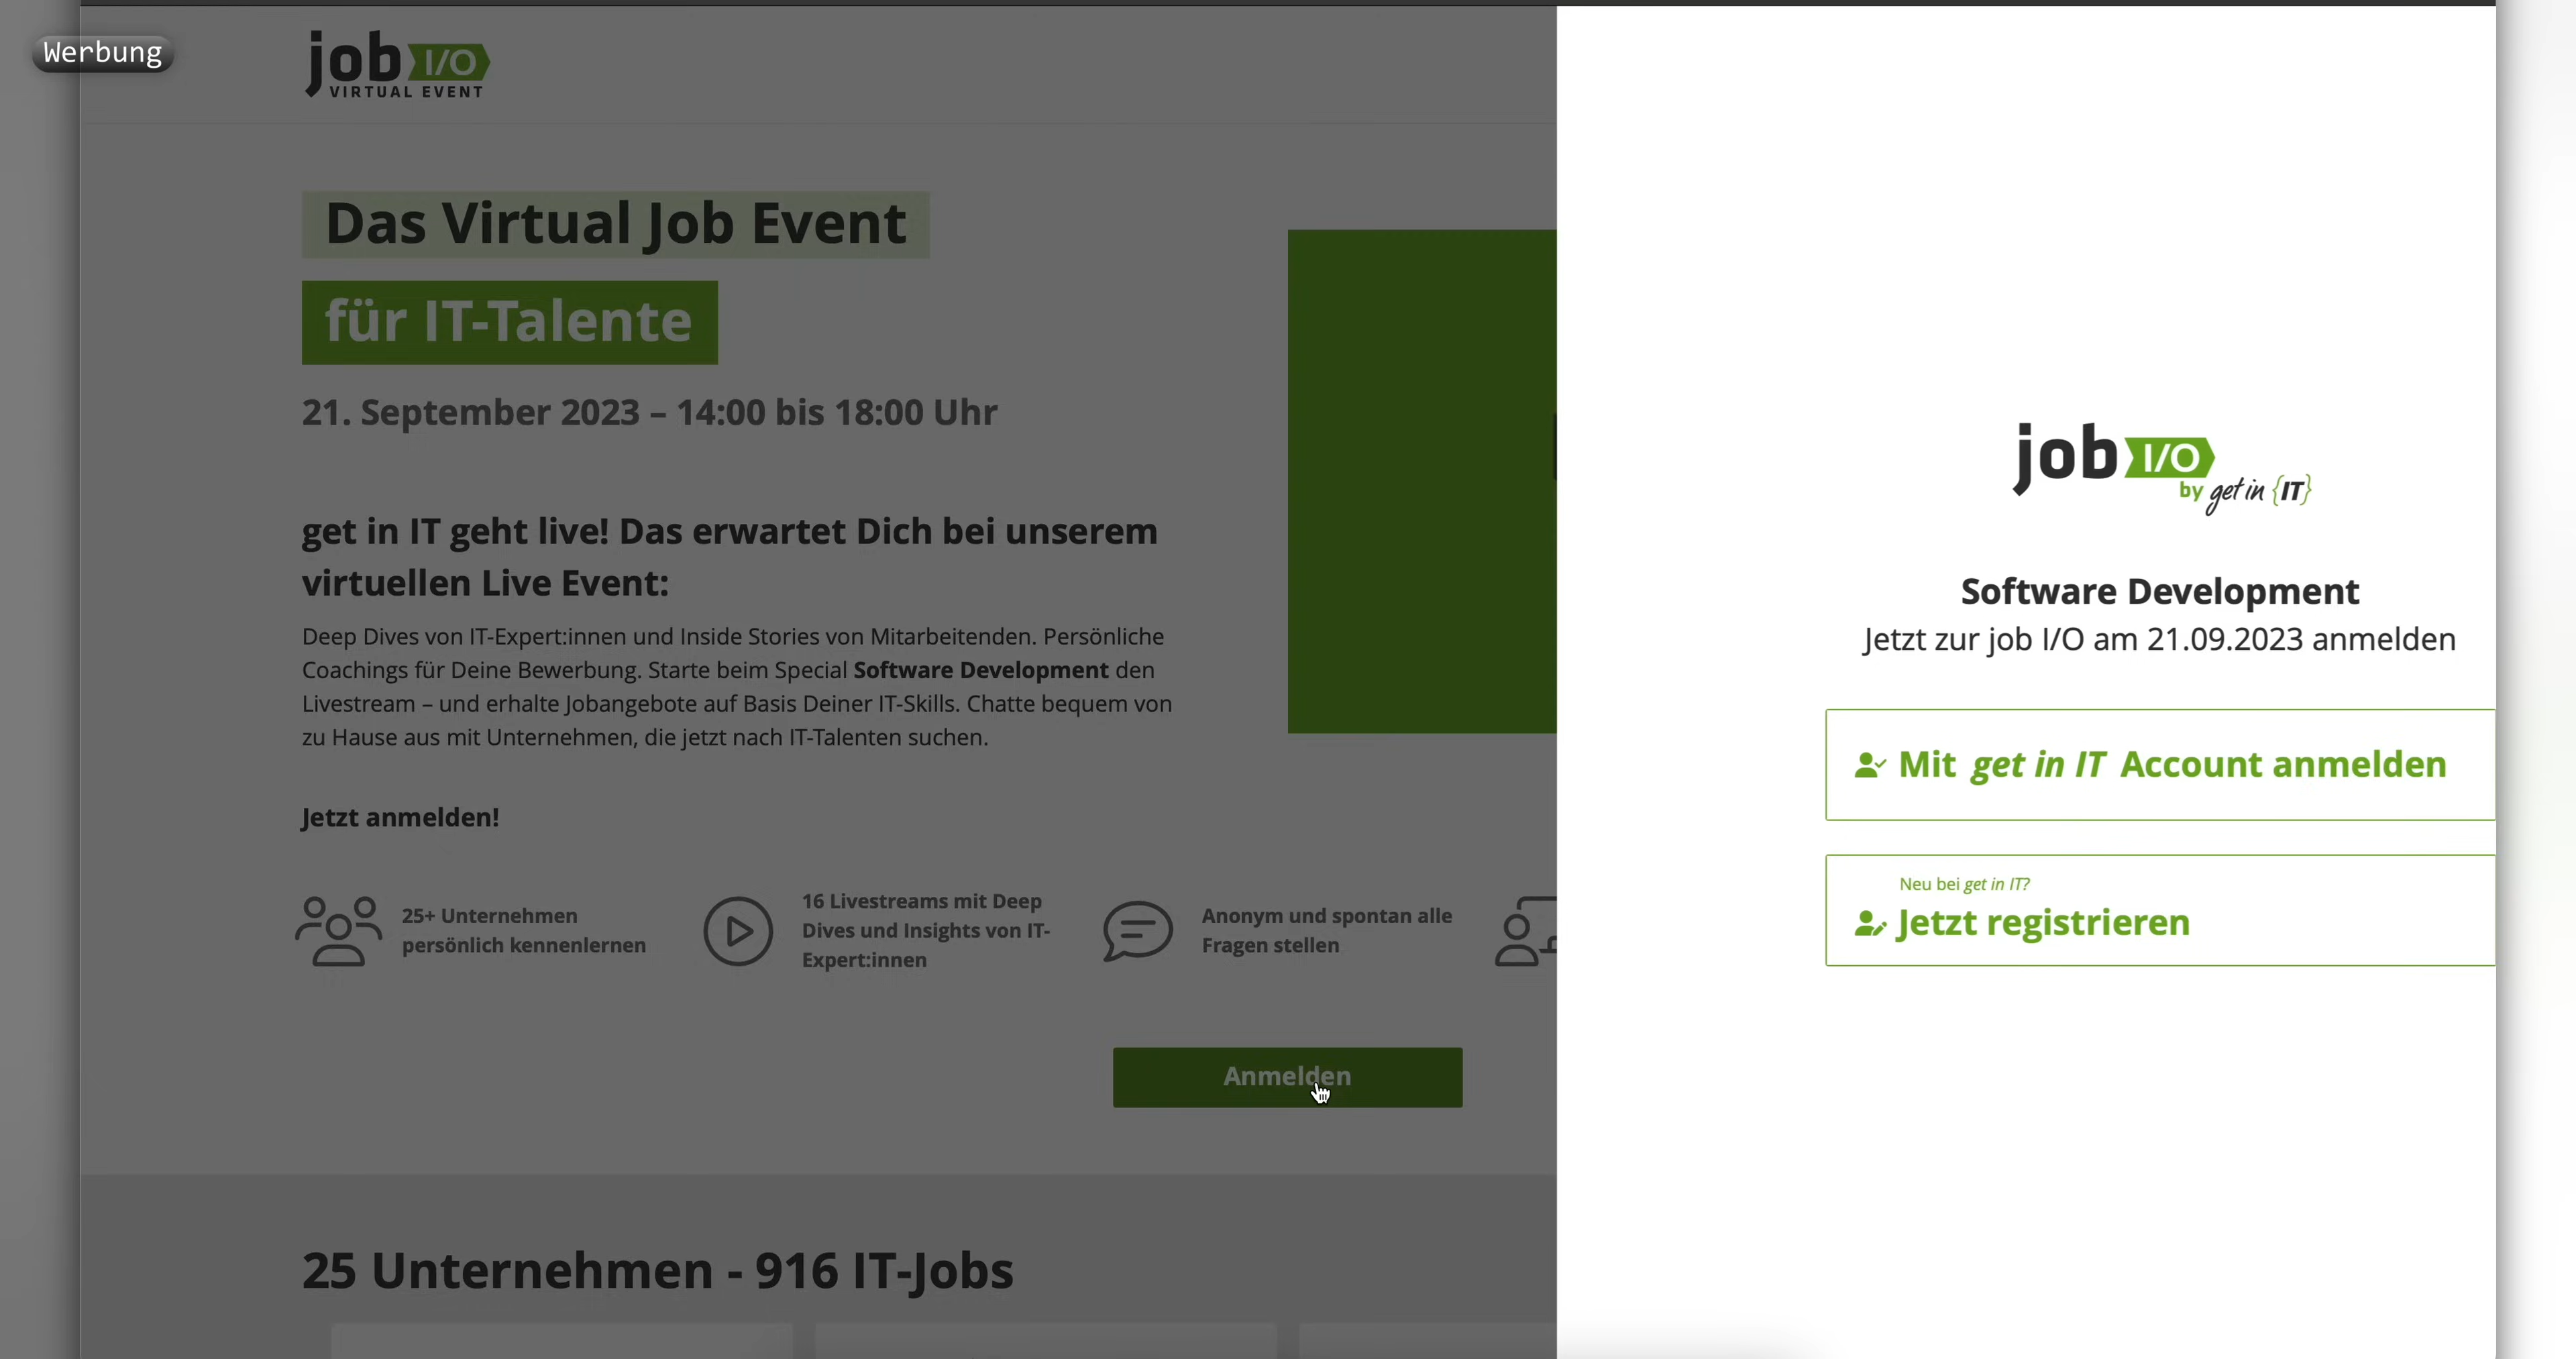 Werbung
job I/O
VIRTUAL EVENT
Das Virtual Job Event
für IT-Talente
21. September 2023 – 14:00 bis 18:00 Uhr
get in IT geht live! Das erwartet Dich bei unserem
virtuellen Live Event:
Deep Dives von IT-Expert:innen und Inside Stories von Mitarbeitenden. Persönliche
Coachings für Deine Bewerbung. Starte beim Special Software Development den
Livestream – und erhalte Jobangebote auf Basis Deiner IT-Skills. Chatte bequem von
zu Hause aus mit Unternehmen, die jetzt nach IT-Talenten suchen.
Jetzt anmelden!
25+ Unternehmen
persönlich kennenlernen
16 Livestreams mit Deep
Dives und Insights von IT-
Expert:innen
Anonym und spontan alle
Fragen stellen
Anmelden
25 Unternehmen - 916 IT-Jobs
job I/O
by get in {IT}
Software Development
Jetzt zur job I/O am 21.09.2023 anmelden
Mit get in IT Account anmelden
Neu bei get in IT?
Jetzt registrieren